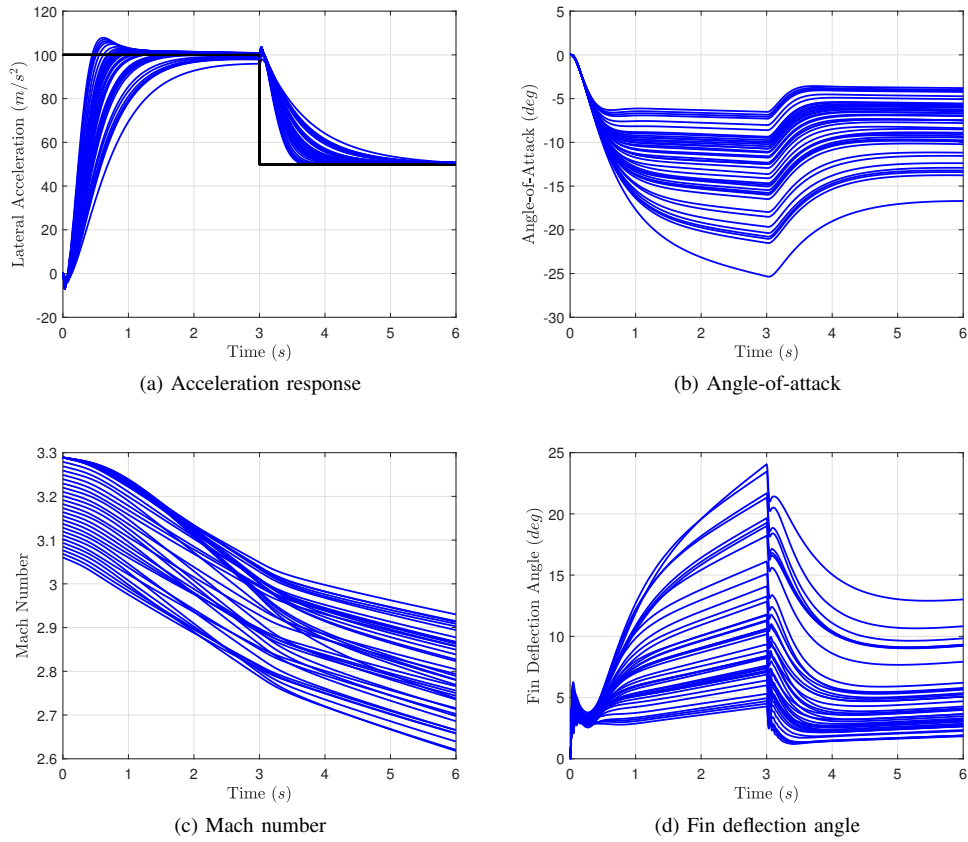 120
100
80
60
40
20
0
-20
Lateral Acceleration (m/s²)
0 1 2 3 4 5 6
Time (s)
(a) Acceleration response
0
-5
-10
-15
-20
-25
-30
Angle-of-Attack (deg)
0 1 2 3 4 5 6
Time (s)
(b) Angle-of-attack
3.3
3.2
3.1
3
2.9
2.8
2.7
2.6
Mach Number
0 1 2 3 4 5 6
Time (s)
(c) Mach number
25
20
15
10
5
0
Fin Deflection Angle (deg)
0 1 2 3 4 5 6
Time (s)
(d) Fin deflection angle